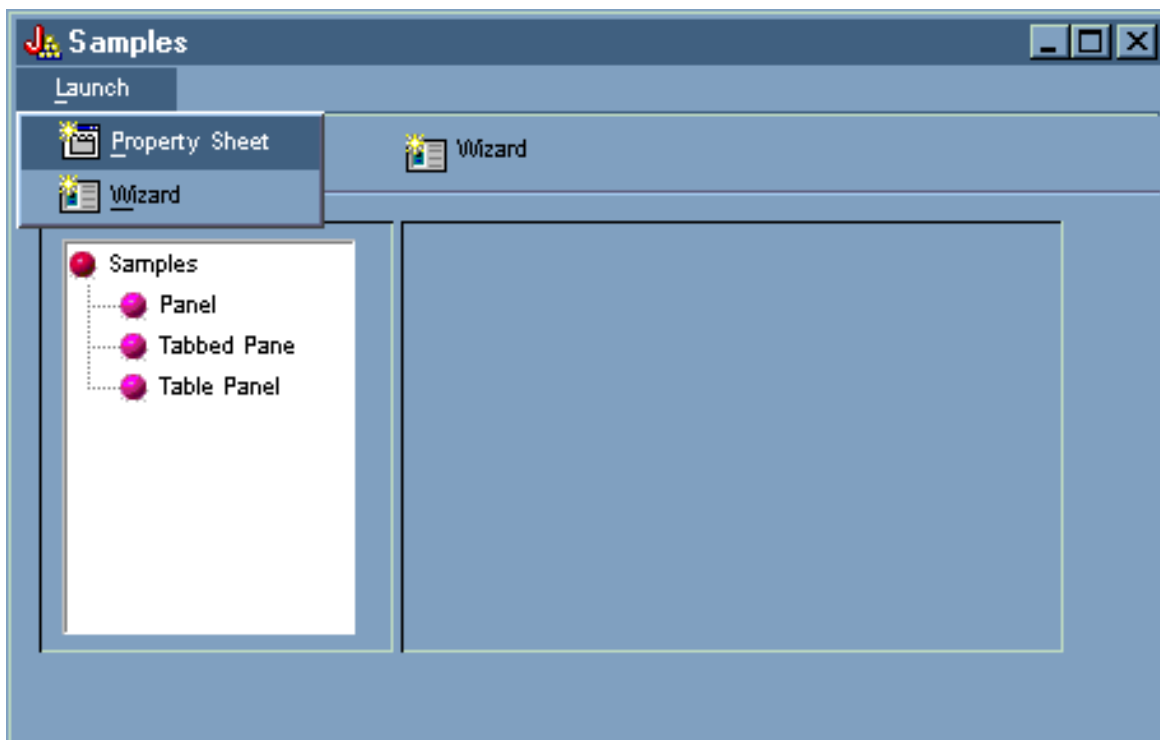 Samples
Launch
Property Sheet
Wizard
Wizard
Samples
Panel
Tabbed Pane
Table Panel